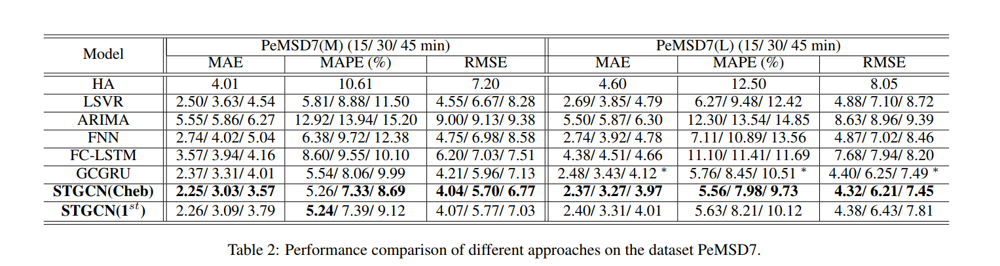 Model PeMSD7(M) (15/ 30/ 45 min) PeMSD7(L) (15/ 30/ 45 min)
MAE MAPE (%) RMSE MAE MAPE (%) RMSE
HA 4.01 10.61 7.20 4.60 12.50 8.05
LSVR 2.50/ 3.63/ 4.54 5.81/ 8.88/ 11.50 4.55/ 6.67/ 8.28 2.69/ 3.85/ 4.79 6.27/ 9.48/ 12.42 4.88/ 7.10/ 8.72
ARIMA 5.55/ 5.86/ 6.27 12.92/ 13.94/ 15.20 9.00/ 9.13/ 9.38 5.50/ 5.87/ 6.30 12.30/ 13.54/ 14.85 8.63/ 8.96/ 9.39
FNN 2.74/ 4.02/ 5.04 6.38/ 9.72/ 12.38 4.75/ 6.98/ 8.58 2.74/ 3.92/ 4.78 7.11/ 10.89/ 13.56 4.87/ 7.02/ 8.46
FC-LSTM 3.57/ 3.94/ 4.16 8.60/ 9.55/ 10.10 6.20/ 7.03/ 7.51 4.38/ 4.51/ 4.66 11.10/ 11.41/ 11.69 7.68/ 7.94/ 8.20
GCGRU 2.37/ 3.31/ 4.01 5.54/ 8.06/ 9.99 4.21/ 5.96/ 7.13 2.48/ 3.43/ 4.12 * 5.76/ 8.45/ 10.51 * 4.40/ 6.25/ 7.49 *
STGCN(Cheb) 2.25/ 3.03/ 3.57 5.26/ 7.33/ 8.69 4.04/ 5.70/ 6.77 2.37/ 3.27/ 3.97 5.56/ 7.98/ 9.73 4.32/ 6.21/ 7.45
STGCN(1st) 2.26/ 3.09/ 3.79 5.24/ 7.39/ 9.12 4.07/ 5.77/ 7.03 2.40/ 3.31/ 4.01 5.63/ 8.21/ 10.12 4.38/ 6.43/ 7.81
Table 2: Performance comparison of different approaches on the dataset PeMSD7.